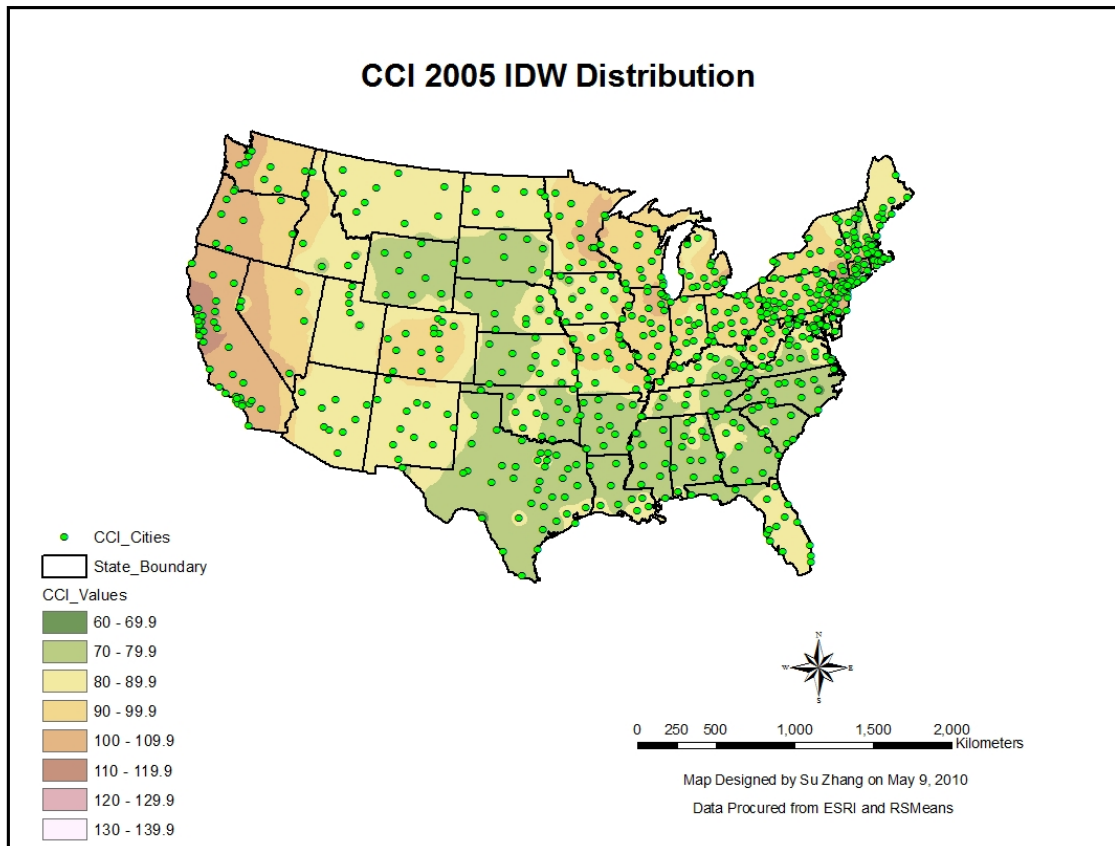 CCI 2005 IDW Distribution
CCI_Cities
State_Boundary
CCI_Values
60 - 69.9
70 - 79.9
80 - 89.9
90 - 99.9
100 - 109.9
110 - 119.9
120 - 129.9
130 - 139.9
N
W E
S
0 250 500 1,000 1,500 2,000
Kilometers
Map Designed by Su Zhang on May 9, 2010
Data Procured from ESRI and RSMeans